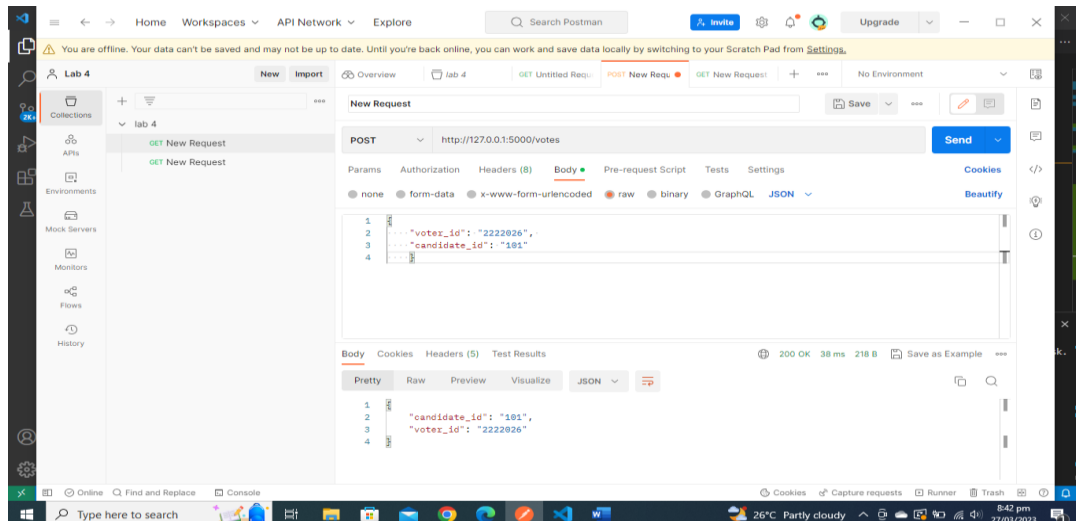 Home Workspaces API Network Explore Search Postman Invite Upgrade
You are offline. Your data can't be saved and may not be up to date. Until you're back online, you can work and save data locally by switching to your Scratch Pad from Settings.
Lab 4 New Import Overview lab 4 GET Untitled Requ POST New Requ GET New Request No Environment
Collections
APIs
Environments
Mock Servers
Monitors
Flows
History
2K+
lab 4
GET New Request
GET New Request
New Request Save
POST http://127.0.0.1:5000/votes Send
Params Authorization Headers (8) Body Pre-request Script Tests Settings Cookies
none form-data x-www-form-urlencoded raw binary GraphQL JSON Beautify
1 {
2 "voter_id": "2222026",
3 "candidate_id": "101"
4 }
Body Cookies Headers (5) Test Results 200 OK 38 ms 218 B Save as Example
Pretty Raw Preview Visualize JSON
1 {
2 "candidate_id": "101",
3 "voter_id": "2222026"
4 }
sk.
Online Find and Replace Console Cookies Capture requests Runner Trash
Type here to search 26°C Partly cloudy 8:42 pm
27/03/2023